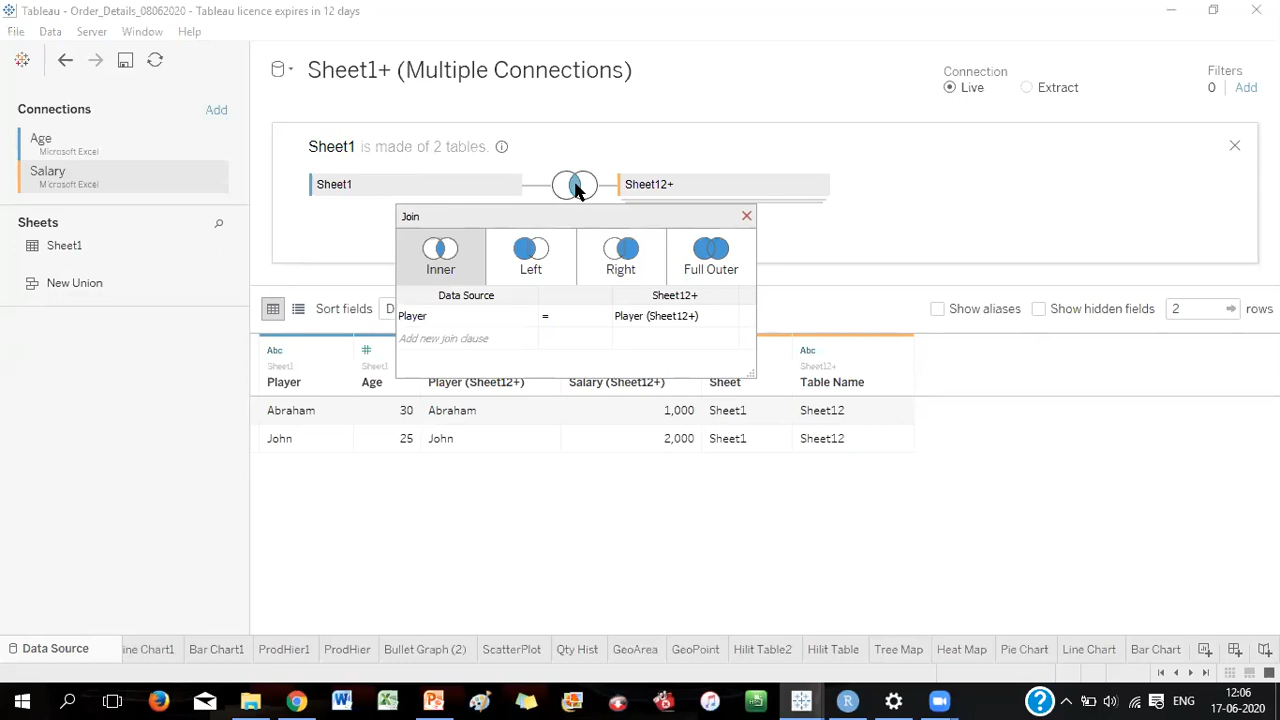 Tableau - Order_Details_08062020 - Tableau licence expires in 12 days
File Data Server Window Help
Connections Add
Age
Microsoft Excel
Salary
Microsoft Excel
Sheets
Sheet1
New Union
Sheet1+ (Multiple Connections)
Connection
Live Extract
Filters
0 Add
Sheet1 is made of 2 tables.
Sheet1 Sheet12+
Join
Inner Left Right Full Outer
Data Source Sheet12+
Player = Player (Sheet12+)
Add new join clause
Sort fields D Show aliases Show hidden fields 2 rows
Abc # Abc
Sheet1 Sheet1 Sheet12+
Player Age Player (Sheet12+) Salary (Sheet12+) Sheet Table Name
Abraham 30 Abraham 1,000 Sheet1 Sheet12
John 25 John 2,000 Sheet1 Sheet12
Data Source ine Chart1 Bar Chart1 ProdHier1 ProdHier Bullet Graph (2) ScatterPlot Qty Hist GeoArea GeoPoint Hilit Table2 Hilit Table Tree Map Heat Map Pie Chart Line Chart Bar Chart
ENG
12:06
17-06-2020